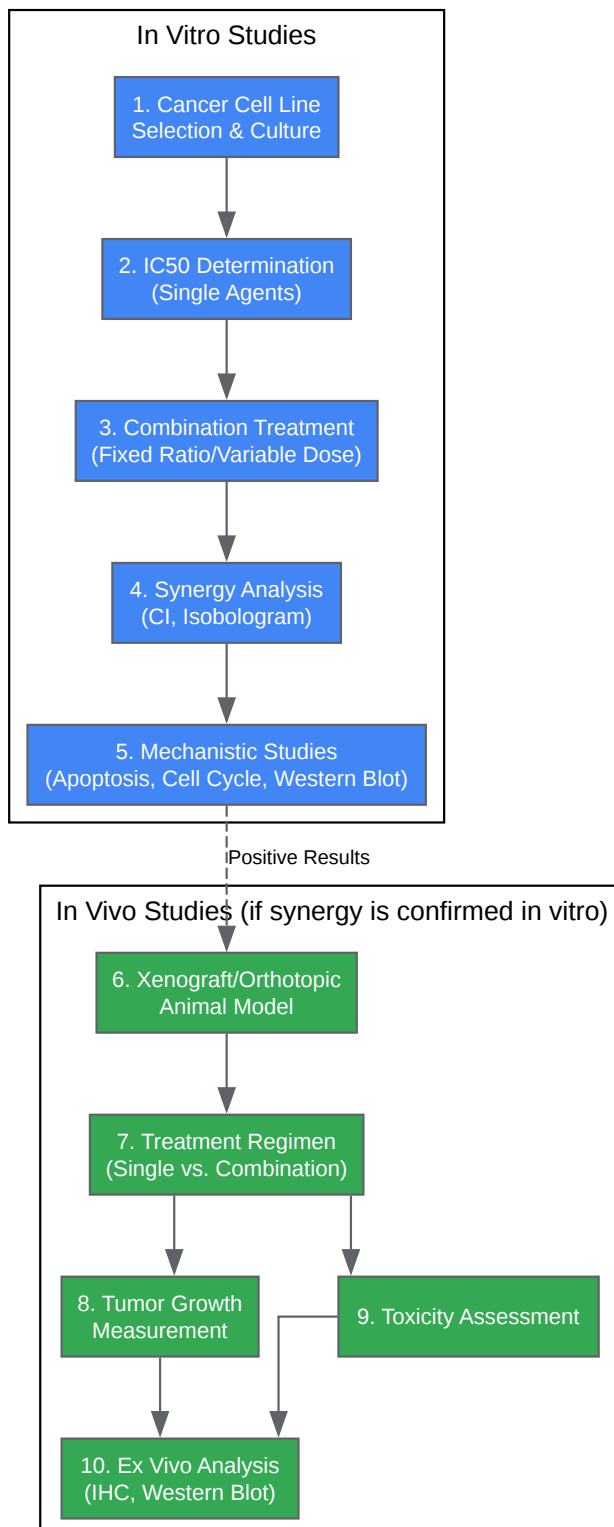 In Vitro Studies
1. Cancer Cell Line
Selection & Culture
2. IC50 Determination
(Single Agents)
3. Combination Treatment
(Fixed Ratio/Variable Dose)
4. Synergy Analysis
(CI, Isobologram)
5. Mechanistic Studies
(Apoptosis, Cell Cycle, Western Blot)
Positive Results
In Vivo Studies (if synergy is confirmed in vitro)
6. Xenograft/Orthotopic
Animal Model
7. Treatment Regimen
(Single vs. Combination)
8. Tumor Growth
Measurement
9. Toxicity Assessment
10. Ex Vivo Analysis
(IHC, Western Blot)